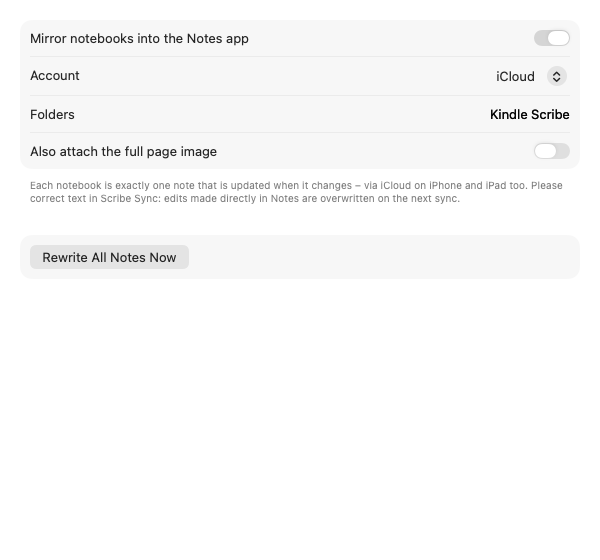 Mirror notebooks into the Notes app
Account
iCloud
Folders
Kindle Scribe
Also attach the full page image
Each notebook is exactly one note that is updated when it changes – via iCloud on iPhone and iPad too. Please
correct text in Scribe Sync: edits made directly in Notes are overwritten on the next sync.
Rewrite All Notes Now